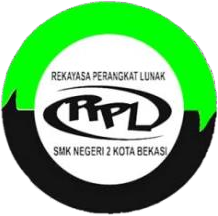 REKAYASA PERANGKAT LUNAK
RPL
SMK NEGERI 2 KOTA BEKASI